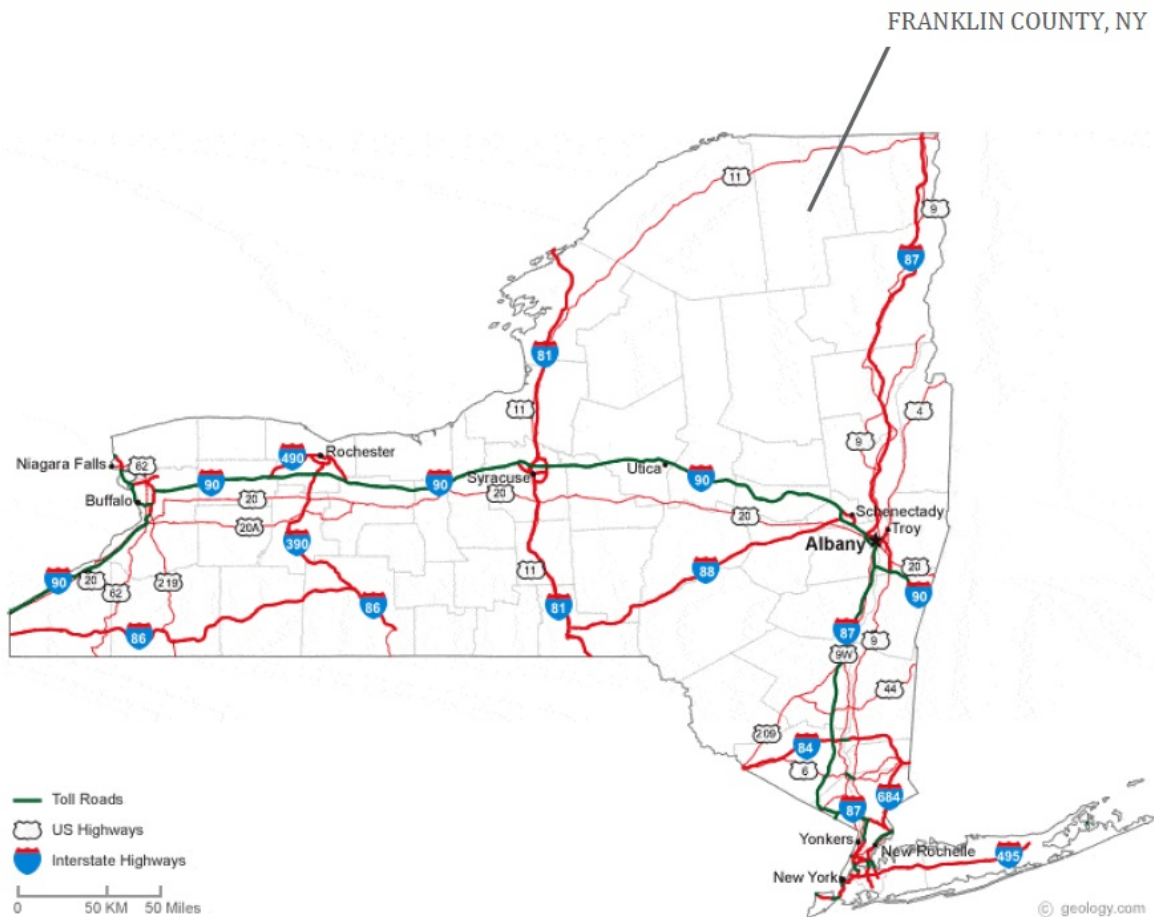 FRANKLIN COUNTY, NY
11
9
87
81
11
4
9
Niagara Falls
62
490
Rochester
90
Buffalo
20
20A
90
Syracuse
20
Utica
90
20
Schenectady
Troy
Albany
390
11
88
20
90
90
20
62
219
86
81
86
87
9
9W
44
209
84
6
684
87
Yonkers
New Rochelle
495
New York
Toll Roads
US Highways
Interstate Highways
0 50 KM 50 Miles
© geology.com